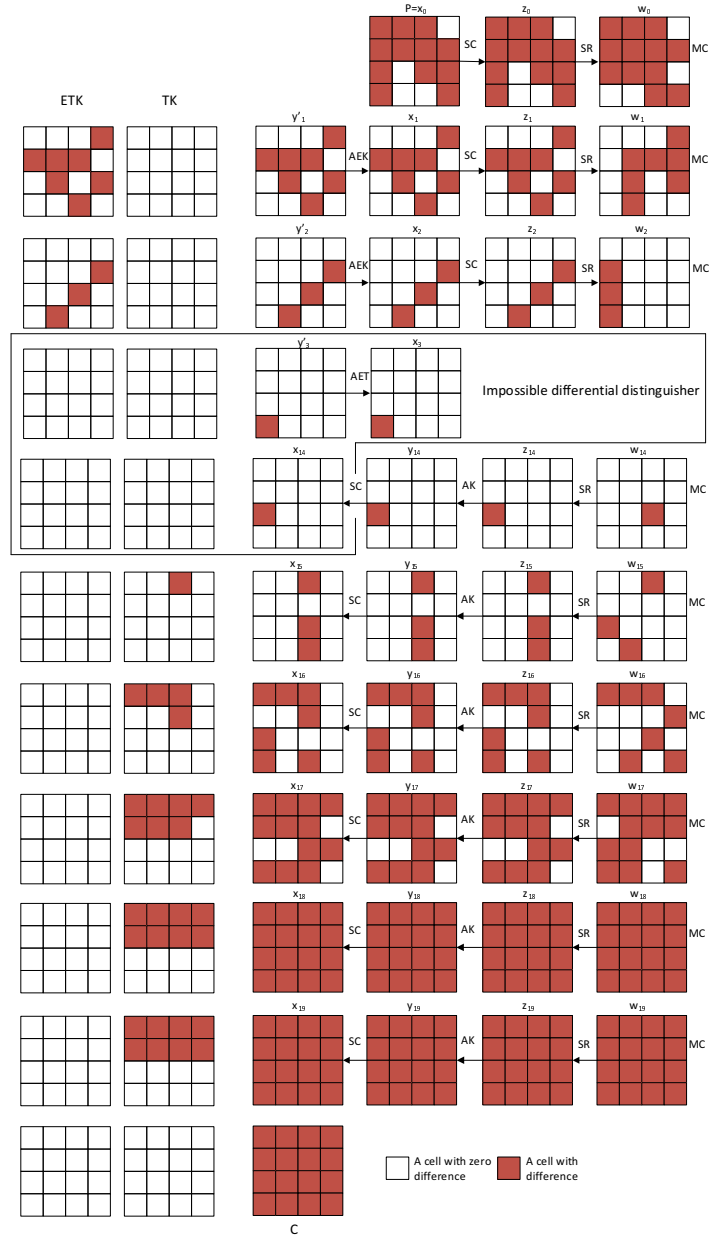 P=x0 z0 w0
SC SR MC
ETK TK
y'1 x1 z1 w1
AEK SC SR MC
y'2 x2 z2 w2
AEK SC SR MC
y'3 x3
AET Impossible differential distinguisher
x14 y14 z14 w14
SC AK SR MC
x15 y15 z15 w15
SC AK SR MC
x16 y16 z16 w16
SC AK SR MC
x17 y17 z17 w17
SC AK SR MC
x18 y18 z18 w18
SC AK SR MC
x19 y19 z19 w19
SC AK SR MC
A cell with zero
difference
A cell with
difference
C